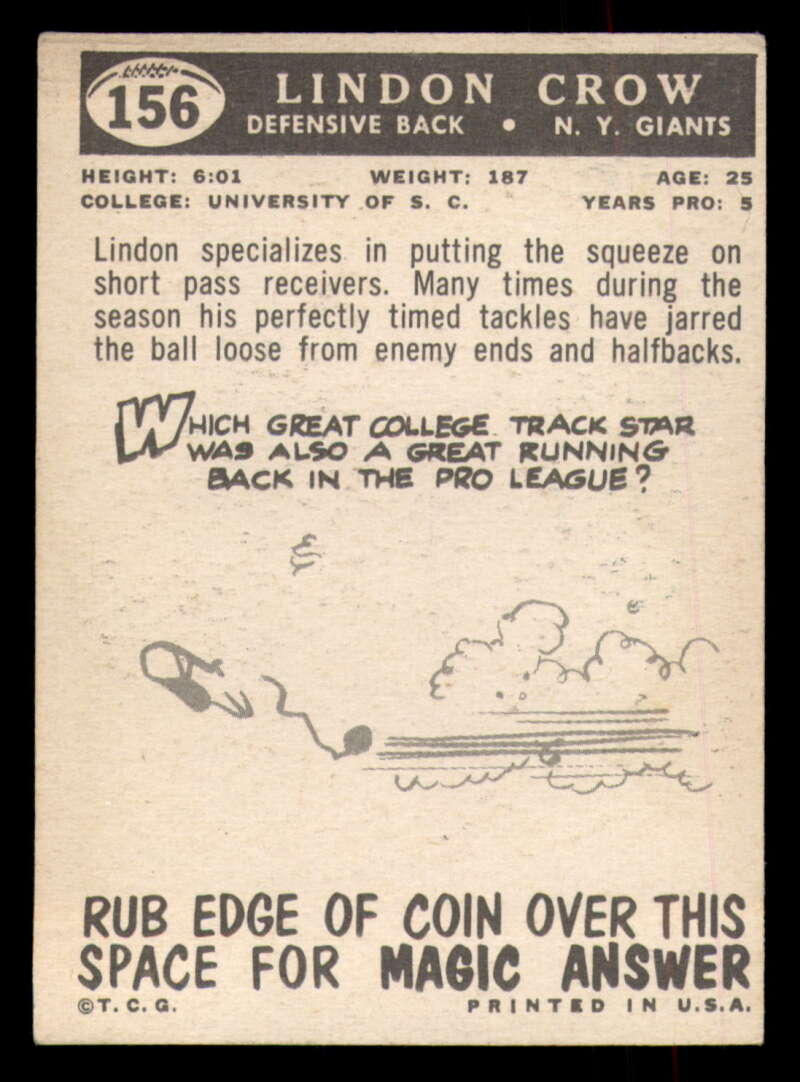 156
LINDON CROW
DEFENSIVE BACK • N. Y. GIANTS
HEIGHT: 6:01 WEIGHT: 187 AGE: 25
COLLEGE: UNIVERSITY OF S. C. YEARS PRO: 5
Lindon specializes in putting the squeeze on
short pass receivers. Many times during the
season his perfectly timed tackles have jarred
the ball loose from enemy ends and halfbacks.
WHICH GREAT COLLEGE TRACK STAR
WAS ALSO A GREAT RUNNING
BACK IN THE PRO LEAGUE?
RUB EDGE OF COIN OVER THIS
SPACE FOR MAGIC ANSWER
©T. C. G. PRINTED IN U.S.A.